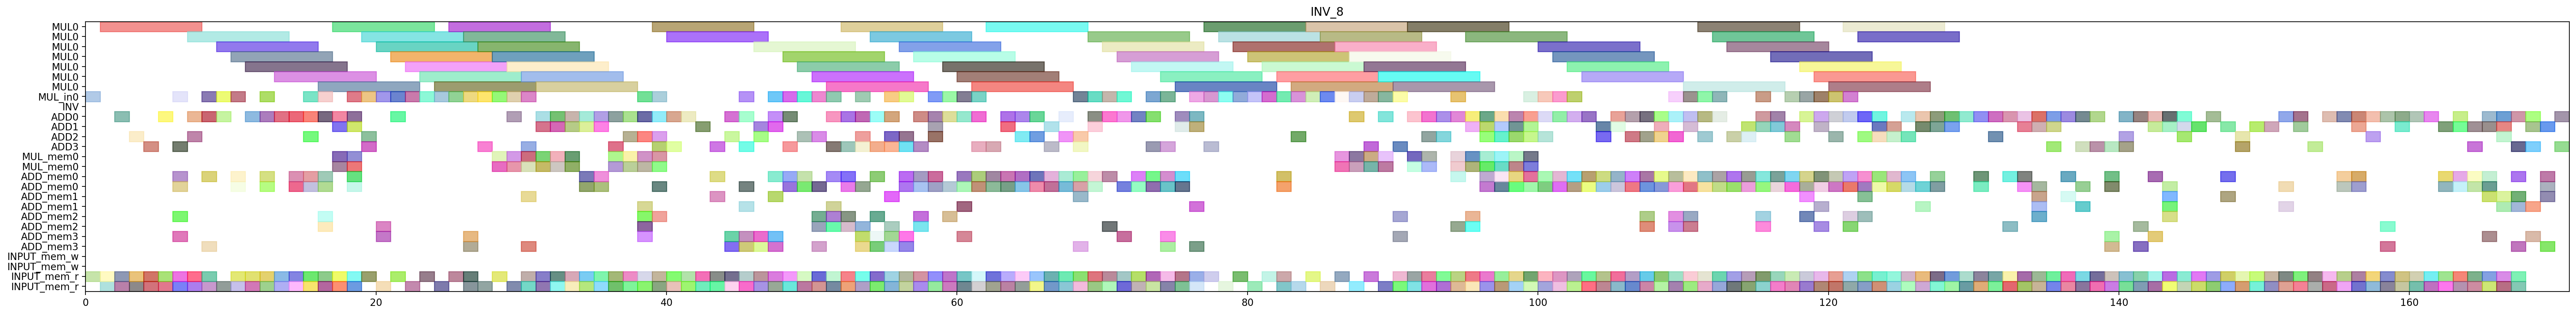 INV_8
MUL0
MUL0
MUL0
MUL0
MUL0
MUL0
MUL0
MUL_in0
INV
ADD0
ADD1
ADD2
ADD3
MUL_mem0
MUL_mem0
ADD_mem0
ADD_mem0
ADD_mem1
ADD_mem1
ADD_mem2
ADD_mem2
ADD_mem3
ADD_mem3
INPUT_mem_w
INPUT_mem_w
INPUT_mem_r
INPUT_mem_r
0 20 40 60 80 100 120 140 160